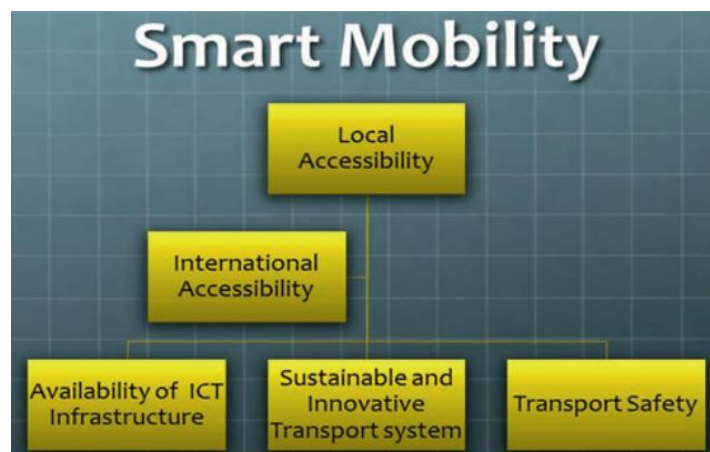 Smart Mobility
Local
Accessibility
International
Accessibility
Availability of ICT
Infrastructure
Sustainable and
Innovative
Transport system
Transport Safety